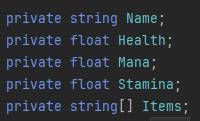 private string Name;
private float Health;
private float Mana;
private float Stamina;
private string[] Items;